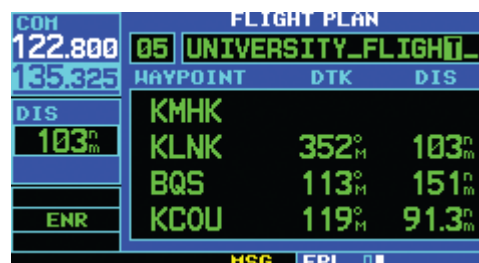 COM
122.800
135.325
DIS
103nm
ENR
FLIGHT PLAN
05 UNIVERSITY_FLIGHT_
WAYPOINT DTK DIS
KMHK
KLNK 352°M 103nm
BQS 113°M 151nm
KCOU 119°M 91.3nm
MSG FPL